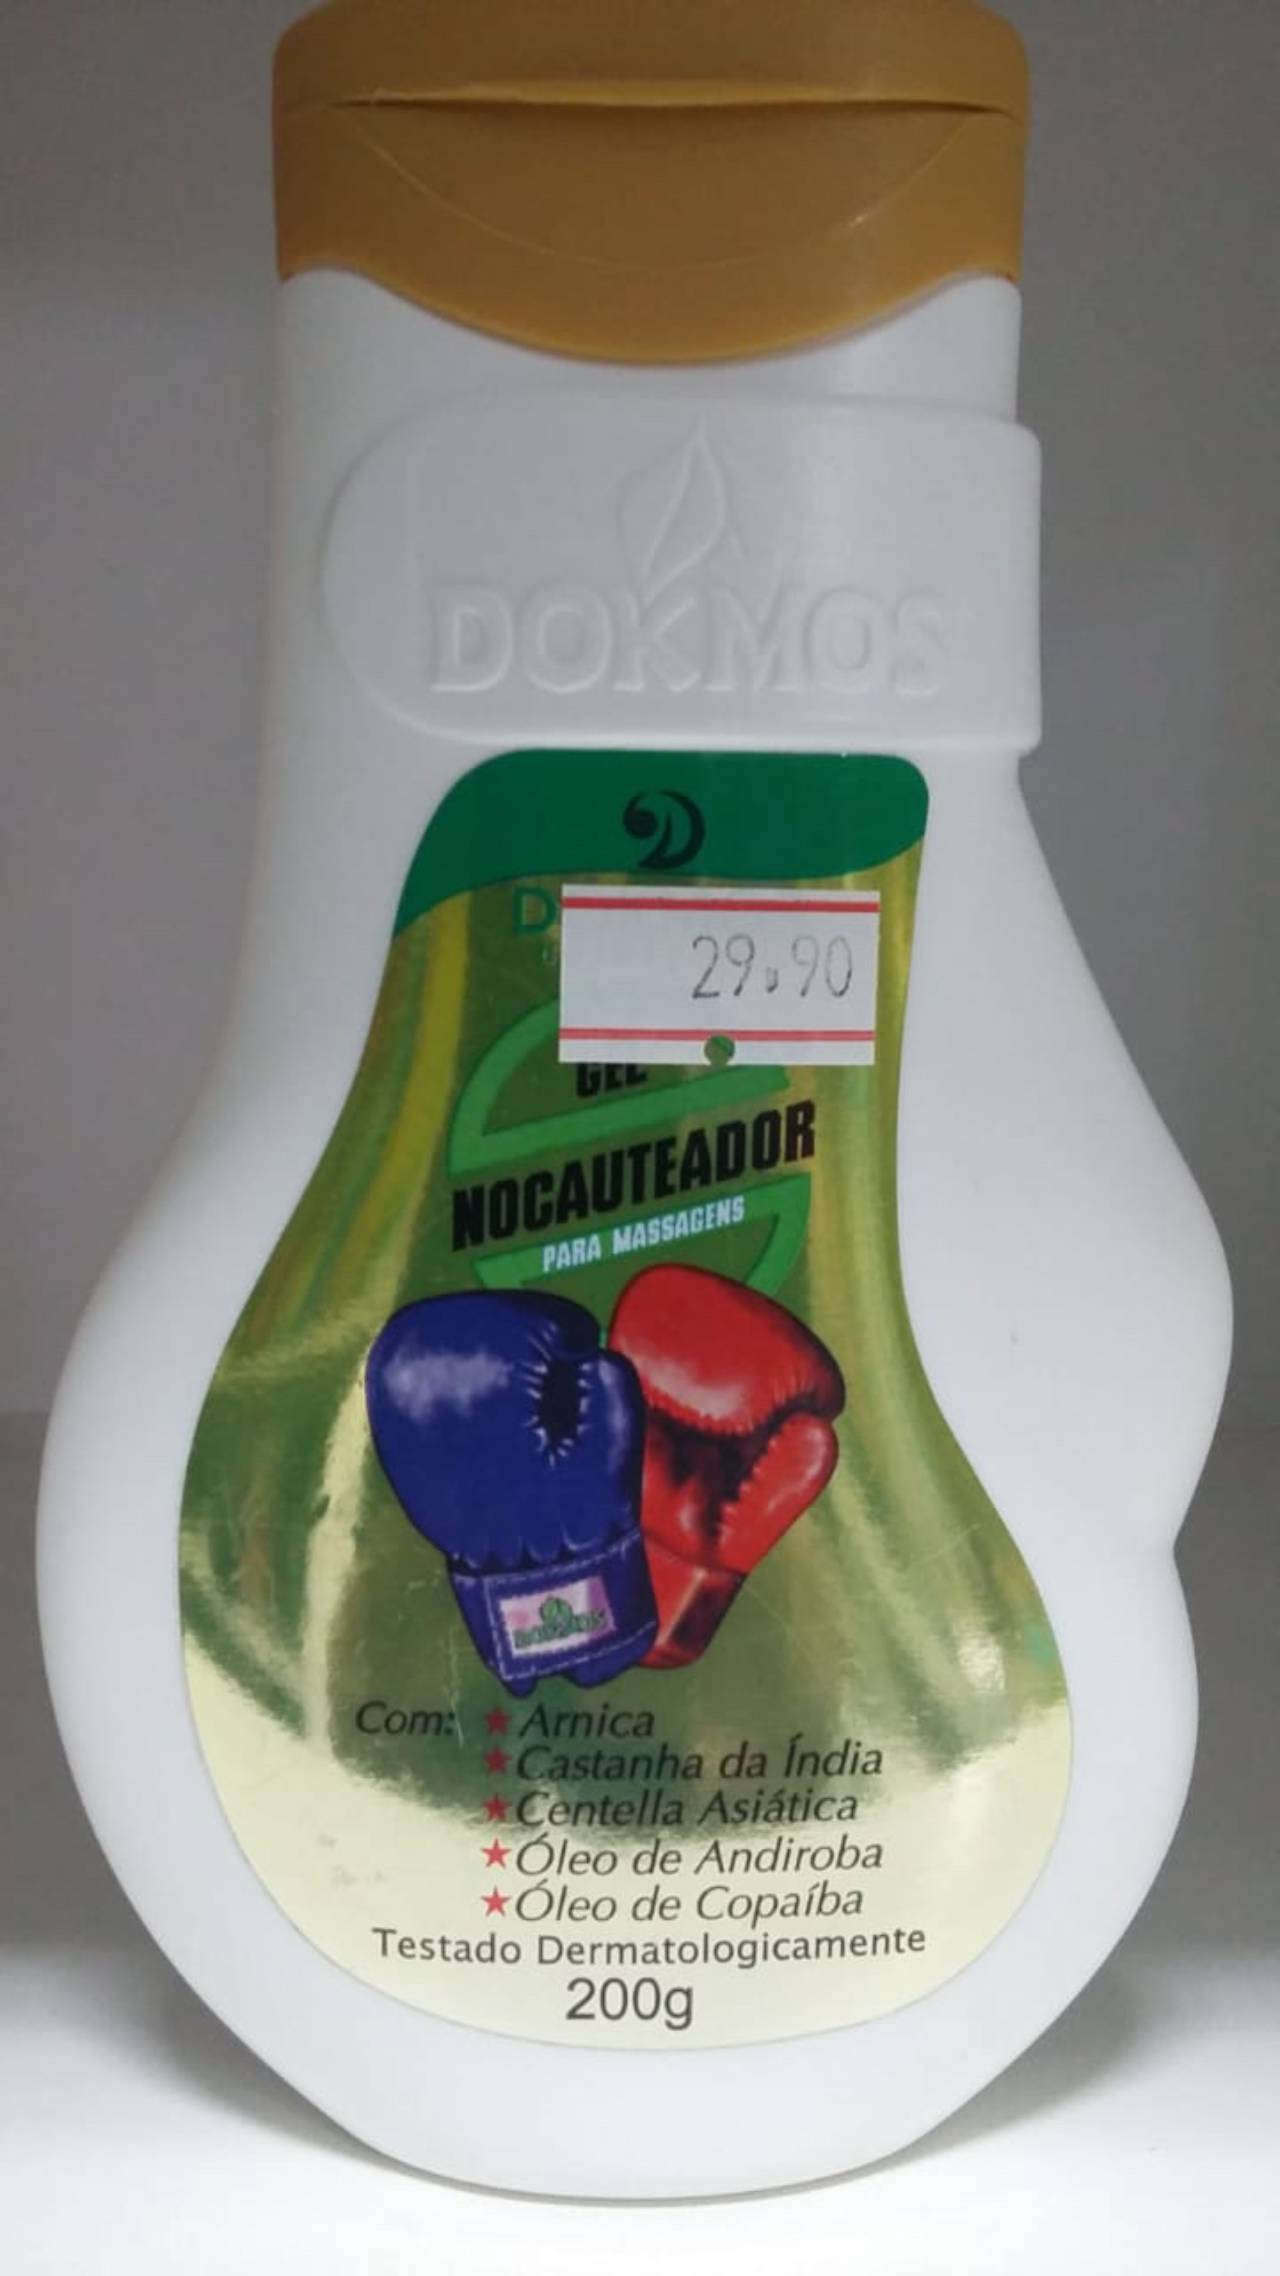 DOKMOS
D
29,90
GEL
NOCAUTEADOR
PARA MASSAGENS
DOKMOS
Com: ★ Arnica
★ Castanha da Índia
★ Centella Asiática
★ Óleo de Andiroba
★ Óleo de Copaíba
Testado Dermatologicamente
200g